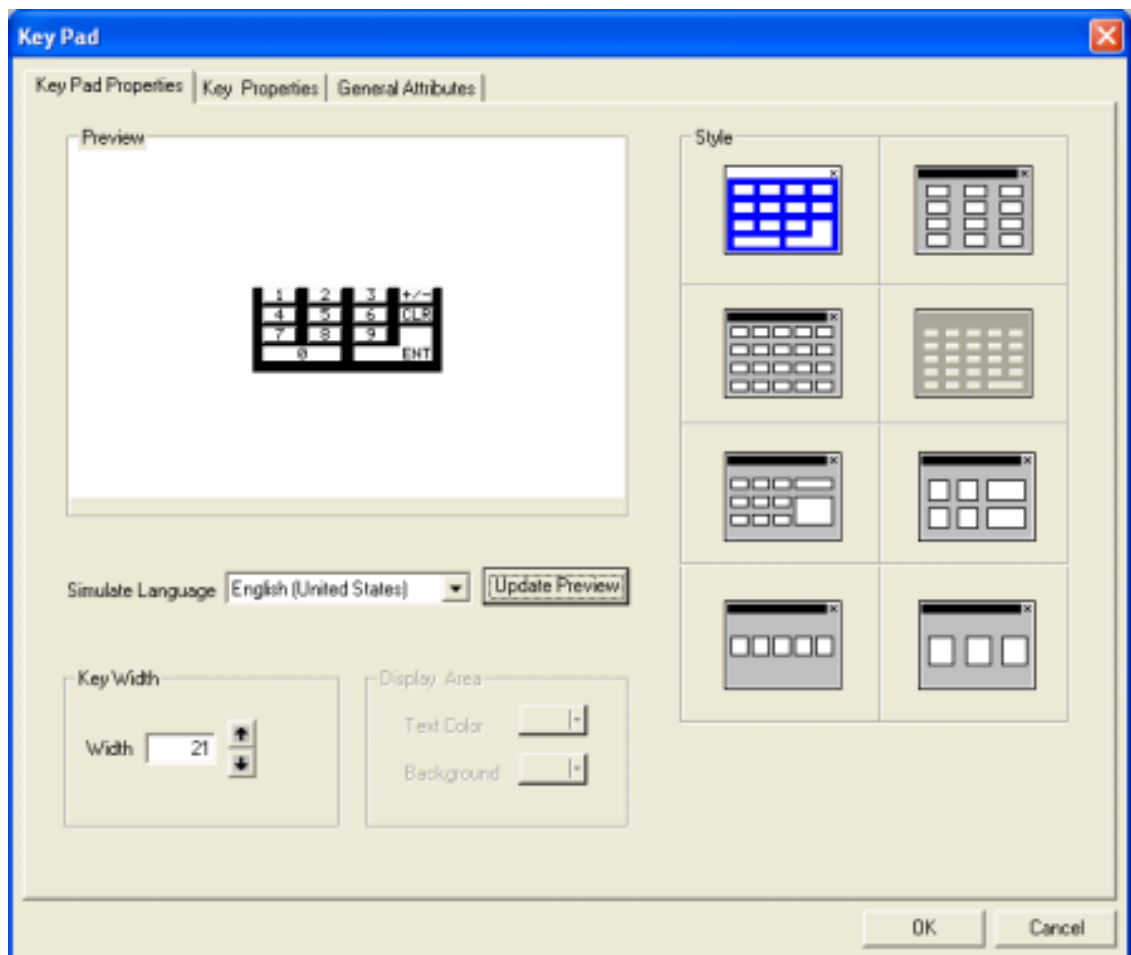 Key Pad
Key Pad Properties Key Properties General Attributes
Preview
1 2 3 +/-
4 5 6 CLR
7 8 9
0 ENT
Simulate Language English (United States) Update Preview
Key Width
Width 21
Display Area
Text Color
Background
Style
OK Cancel